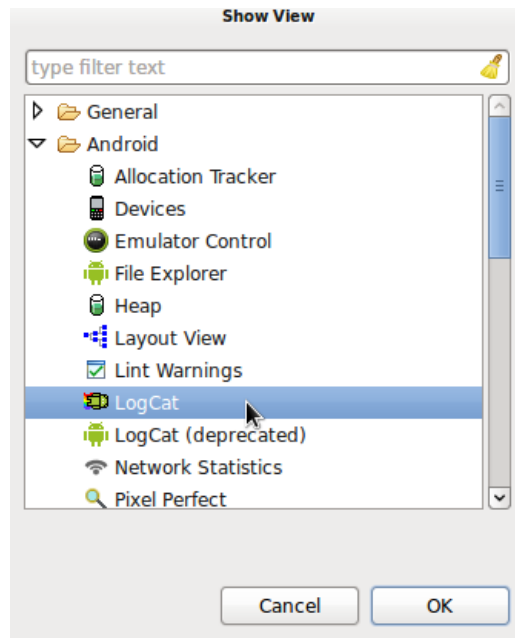 Show View
type filter text
General
Android
Allocation Tracker
Devices
Emulator Control
File Explorer
Heap
Layout View
Lint Warnings
LogCat
LogCat (deprecated)
Network Statistics
Pixel Perfect
Cancel
OK